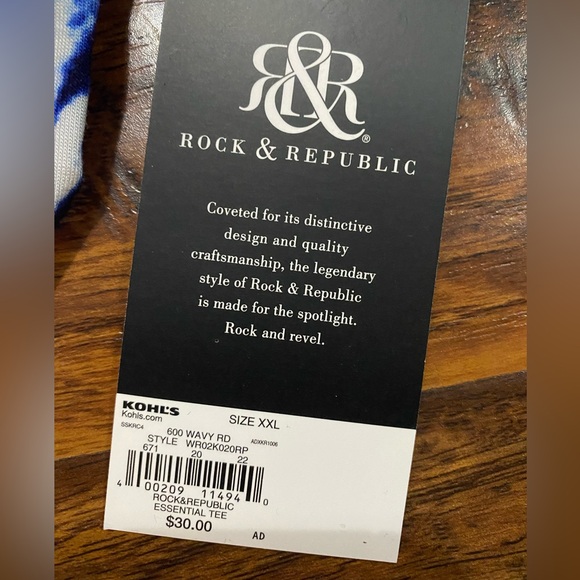 R&R®
ROCK & REPUBLIC
Coveted for its distinctive
design and quality
craftsmanship, the legendary
style of Rock & Republic
is made for the spotlight.
Rock and revel.
KOHL'S
Kohls.com
SIZE XXL
SSKRC4
600 WAVY RD
ADXKR1006
STYLE WR02K020RP
671 20 22
4 00209 11494 0
ROCK&REPUBLIC
ESSENTIAL TEE
$30.00
AD